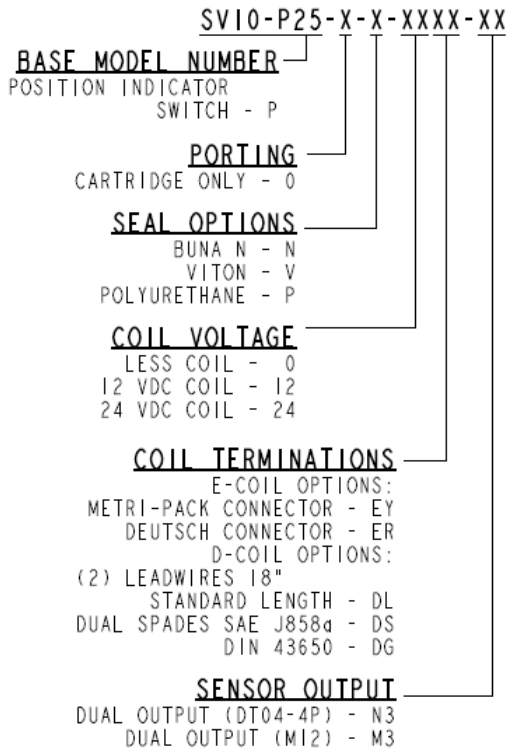 SV10-P25-X-X-XXXX-XX
BASE MODEL NUMBER
POSITION INDICATOR
SWITCH - P
PORTING
CARTRIDGE ONLY - 0
SEAL OPTIONS
BUNA N - N
VITON - V
POLYURETHANE - P
COIL VOLTAGE
LESS COIL - 0
12 VDC COIL - 12
24 VDC COIL - 24
COIL TERMINATIONS
E-COIL OPTIONS:
METRI-PACK CONNECTOR - EY
DEUTSCH CONNECTOR - ER
D-COIL OPTIONS:
(2) LEADWIRES 18"
STANDARD LENGTH - DL
DUAL SPADES SAE J858a - DS
DIN 43650 - DG
SENSOR OUTPUT
DUAL OUTPUT (DT04-4P) - N3
DUAL OUTPUT (M12) - M3